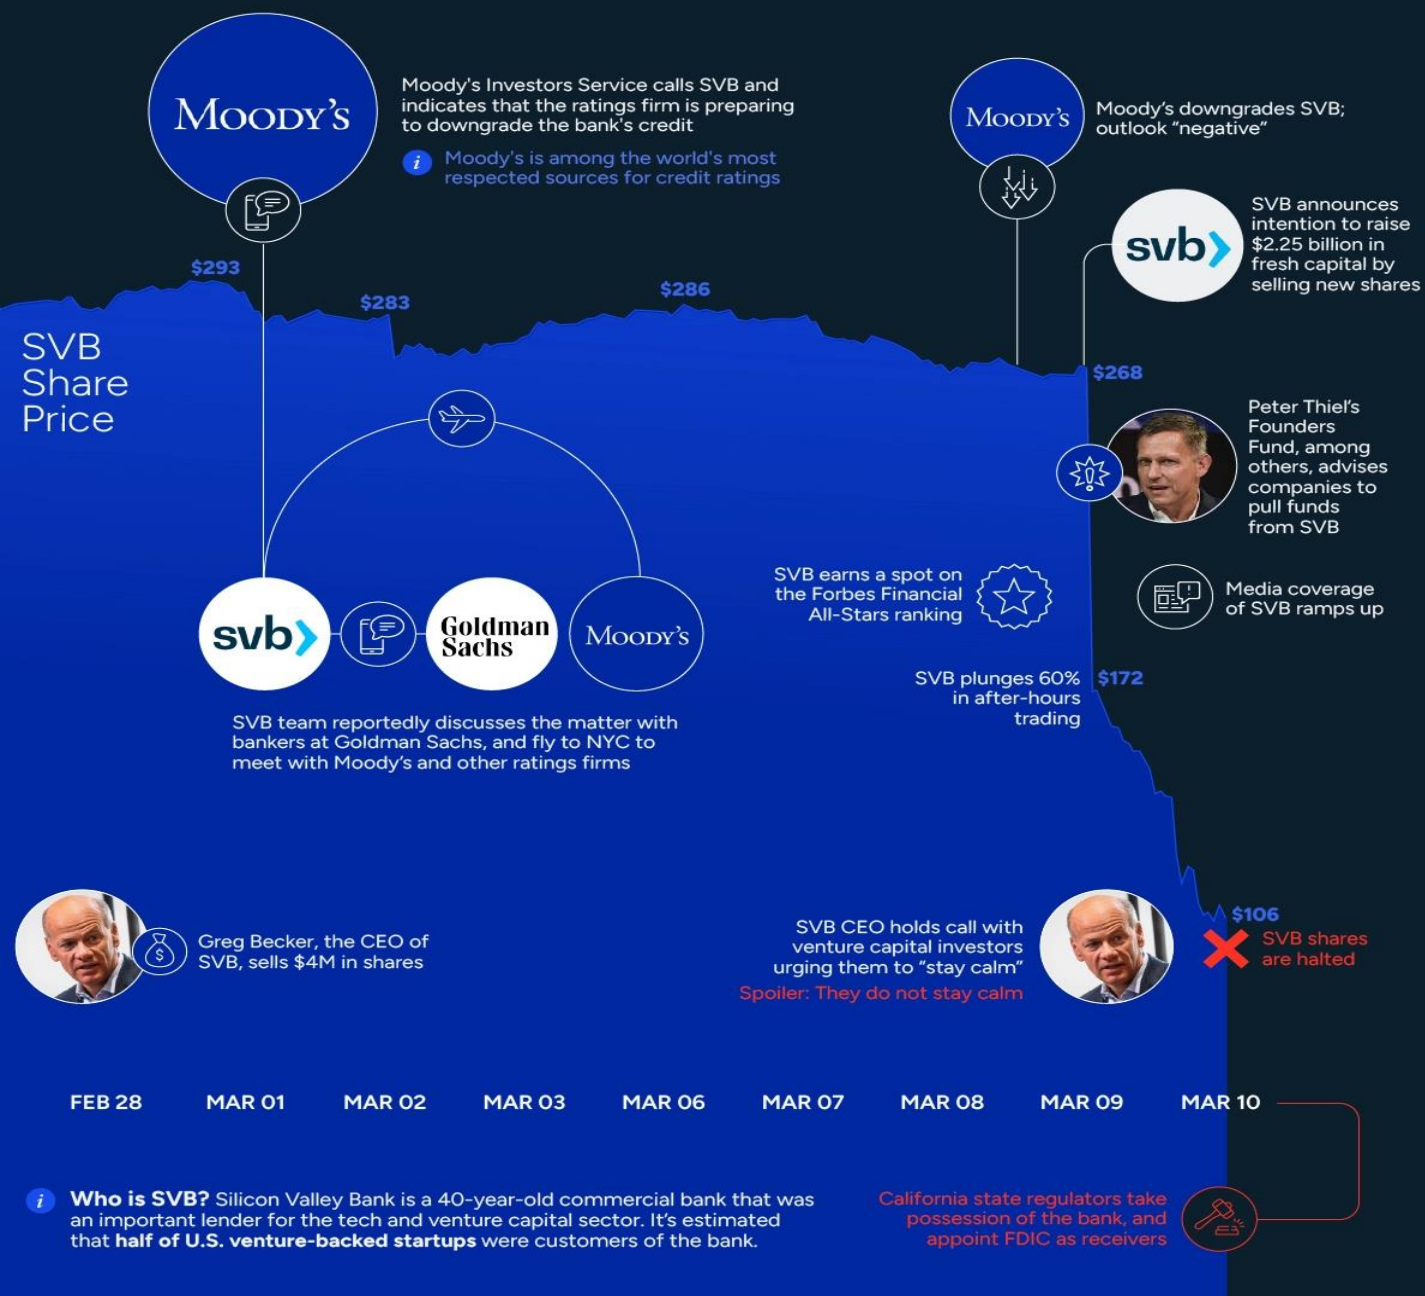 MOODY'S
Moody's Investors Service calls SVB and
indicates that the ratings firm is preparing
to downgrade the bank's credit
i
Moody's is among the world's most
respected sources for credit ratings
MOODY'S
Moody's downgrades SVB;
outlook “negative”
svb
SVB announces
intention to raise
$2.25 billion in
fresh capital by
selling new shares
$293
$283
$286
$268
SVB
Share
Price
Peter Thiel's
Founders
Fund, among
others, advises
companies to
pull funds
from SVB
SVB earns a spot on
the Forbes Financial
All-Stars ranking
Media coverage
of SVB ramps up
svb
Goldman
Sachs
MOODY'S
SVB team reportedly discusses the matter with
bankers at Goldman Sachs, and fly to NYC to
meet with Moody's and other ratings firms
SVB plunges 60%
in after-hours
trading
$172
$
Greg Becker, the CEO of
SVB, sells $4M in shares
SVB CEO holds call with
venture capital investors
urging them to “stay calm”
Spoiler: They do not stay calm
$106
SVB shares
are halted
FEB 28 MAR 01 MAR 02 MAR 03 MAR 06 MAR 07 MAR 08 MAR 09 MAR 10
i
Who is SVB? Silicon Valley Bank is a 40-year-old commercial bank that was
an important lender for the tech and venture capital sector. It's estimated
that half of U.S. venture-backed startups were customers of the bank.
California state regulators take
possession of the bank, and
appoint FDIC as receivers